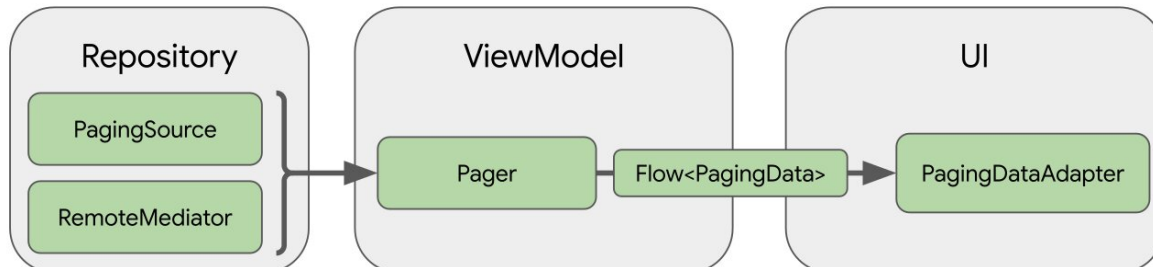 Repository
PagingSource
RemoteMediator
ViewModel
Pager
Flow<PagingData>
UI
PagingDataAdapter